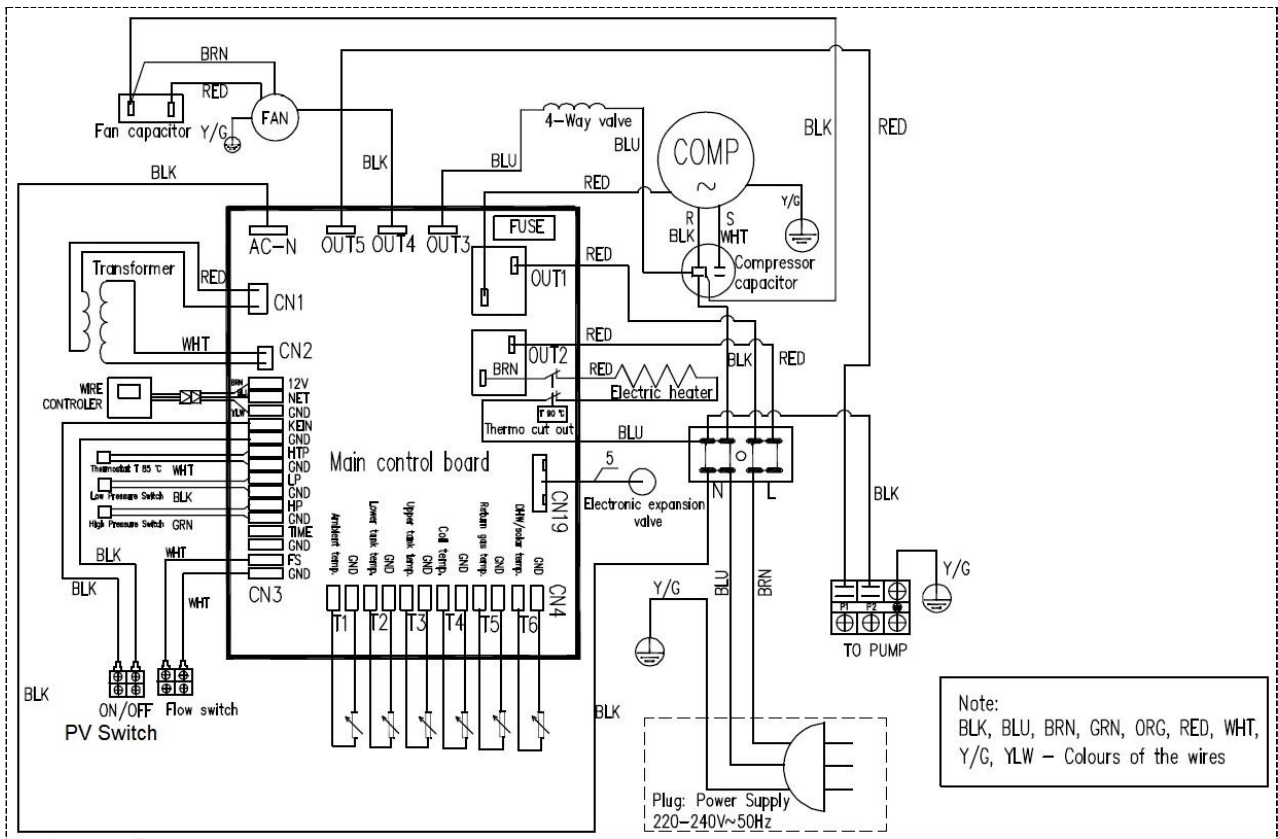 BRN
RED
Fan capacitor
Y/G
FAN
BLK
BLK
BLU
4-Way valve
BLU
COMP
~
BLK
RED
RED
Y/G
R
S
BLK
WHT
Compressor
capacitor
AC-N
OUT5
OUT4
OUT3
FUSE
OUT1
RED
Transformer
RED
CN1
WHT
CN2
OUT2
RED
BLK
RED
BRN
RED
Electric heater
T 90 ℃
Thermo cut out
BLU
WIRE
CONTROLER
BRN
BLU
YLW
12V
NET
GND
KEIN
GND
HTP
GND
LP
GND
HP
GND
TIME
GND
FS
GND
CN3
Thermostat T 85 ℃ WHT
Low Pressure Switch BLK
High Pressure Switch GRN
Main control board
CN19
5
Electronic expansion
valve
N
L
BLK
Ambient temp.
GND
Lower tank temp.
GND
Upper tank temp.
GND
Coil temp.
GND
Return gas temp.
GND
DHW/solar temp.
GND
T1
T2
T3
T4
T5
T6
CN4
WHT
BLK
BLK
WHT
ON/OFF
PV Switch
Flow switch
BLK
BLK
BLU
BRN
Y/G
Y/G
P1
P2
TO PUMP
Plug: Power Supply
220-240V~50Hz
Note:
BLK, BLU, BRN, GRN, ORG, RED, WHT,
Y/G, YLW – Colours of the wires